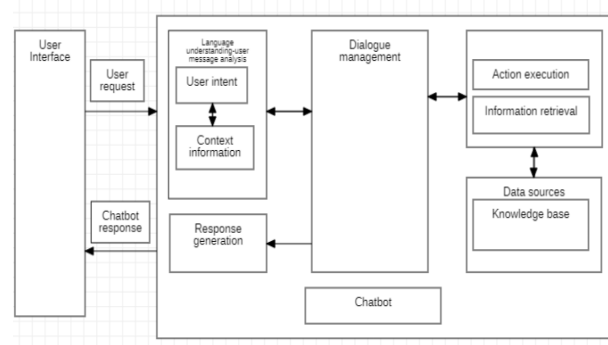 User
Interface
User
request
Chatbot
response
Language
understanding-user
message analysis
User intent
Context
information
Response
generation
Dialogue
management
Action execution
Information retrieval
Data sources
Knowledge base
Chatbot